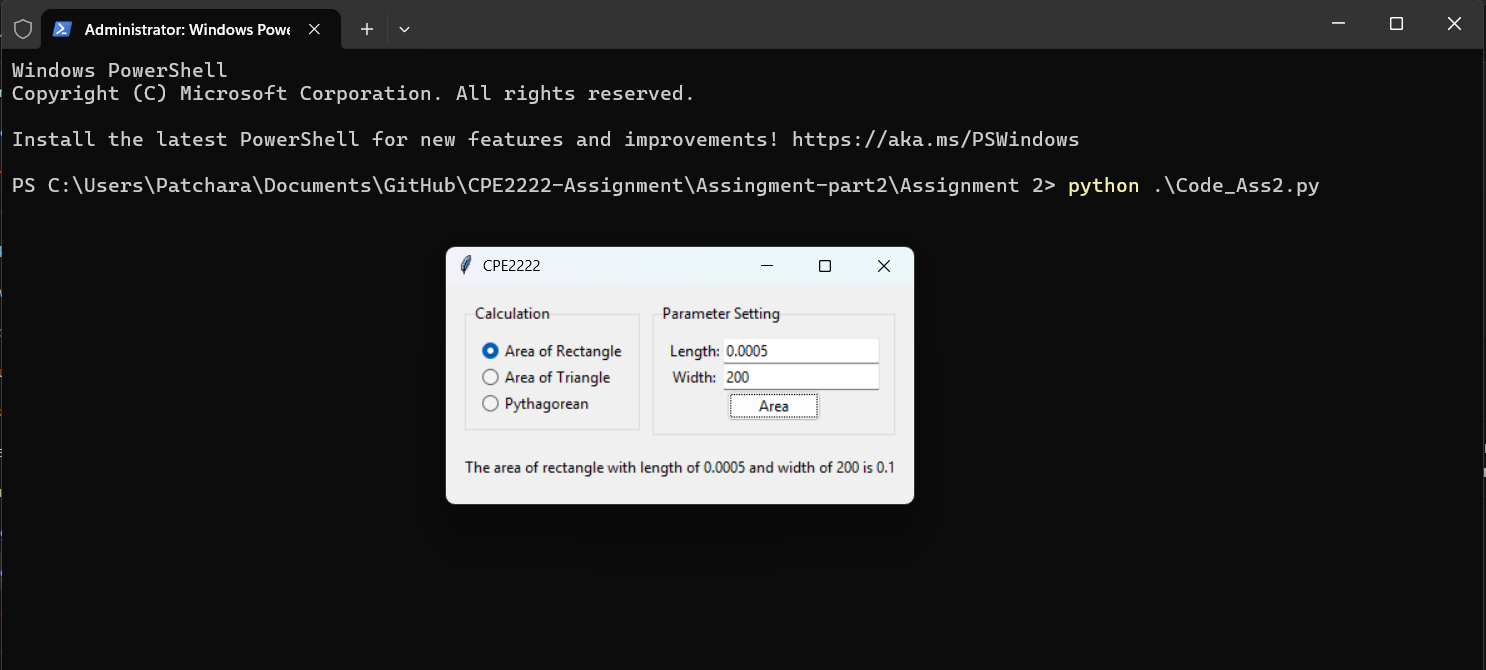 Administrator: Windows Powe
Windows PowerShell
Copyright (C) Microsoft Corporation. All rights reserved.
Install the latest PowerShell for new features and improvements! https://aka.ms/PSWindows
PS C:\Users\Patchara\Documents\GitHub\CPE2222-Assignment\Assingment-part2\Assignment 2> python .\Code_Ass2.py
CPE2222
Calculation
Area of Rectangle
Area of Triangle
Pythagorean
Parameter Setting
Length: 0.0005
Width: 200
Area
The area of rectangle with length of 0.0005 and width of 200 is 0.1